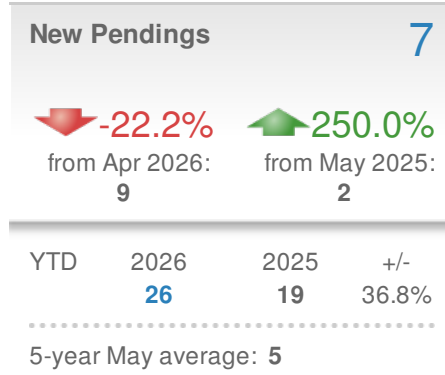 New Pendings 7
-22.2% 250.0%
from Apr 2026: from May 2025:
9 2
YTD 2026 2025 +/-
26 19 36.8%
5-year May average: 5